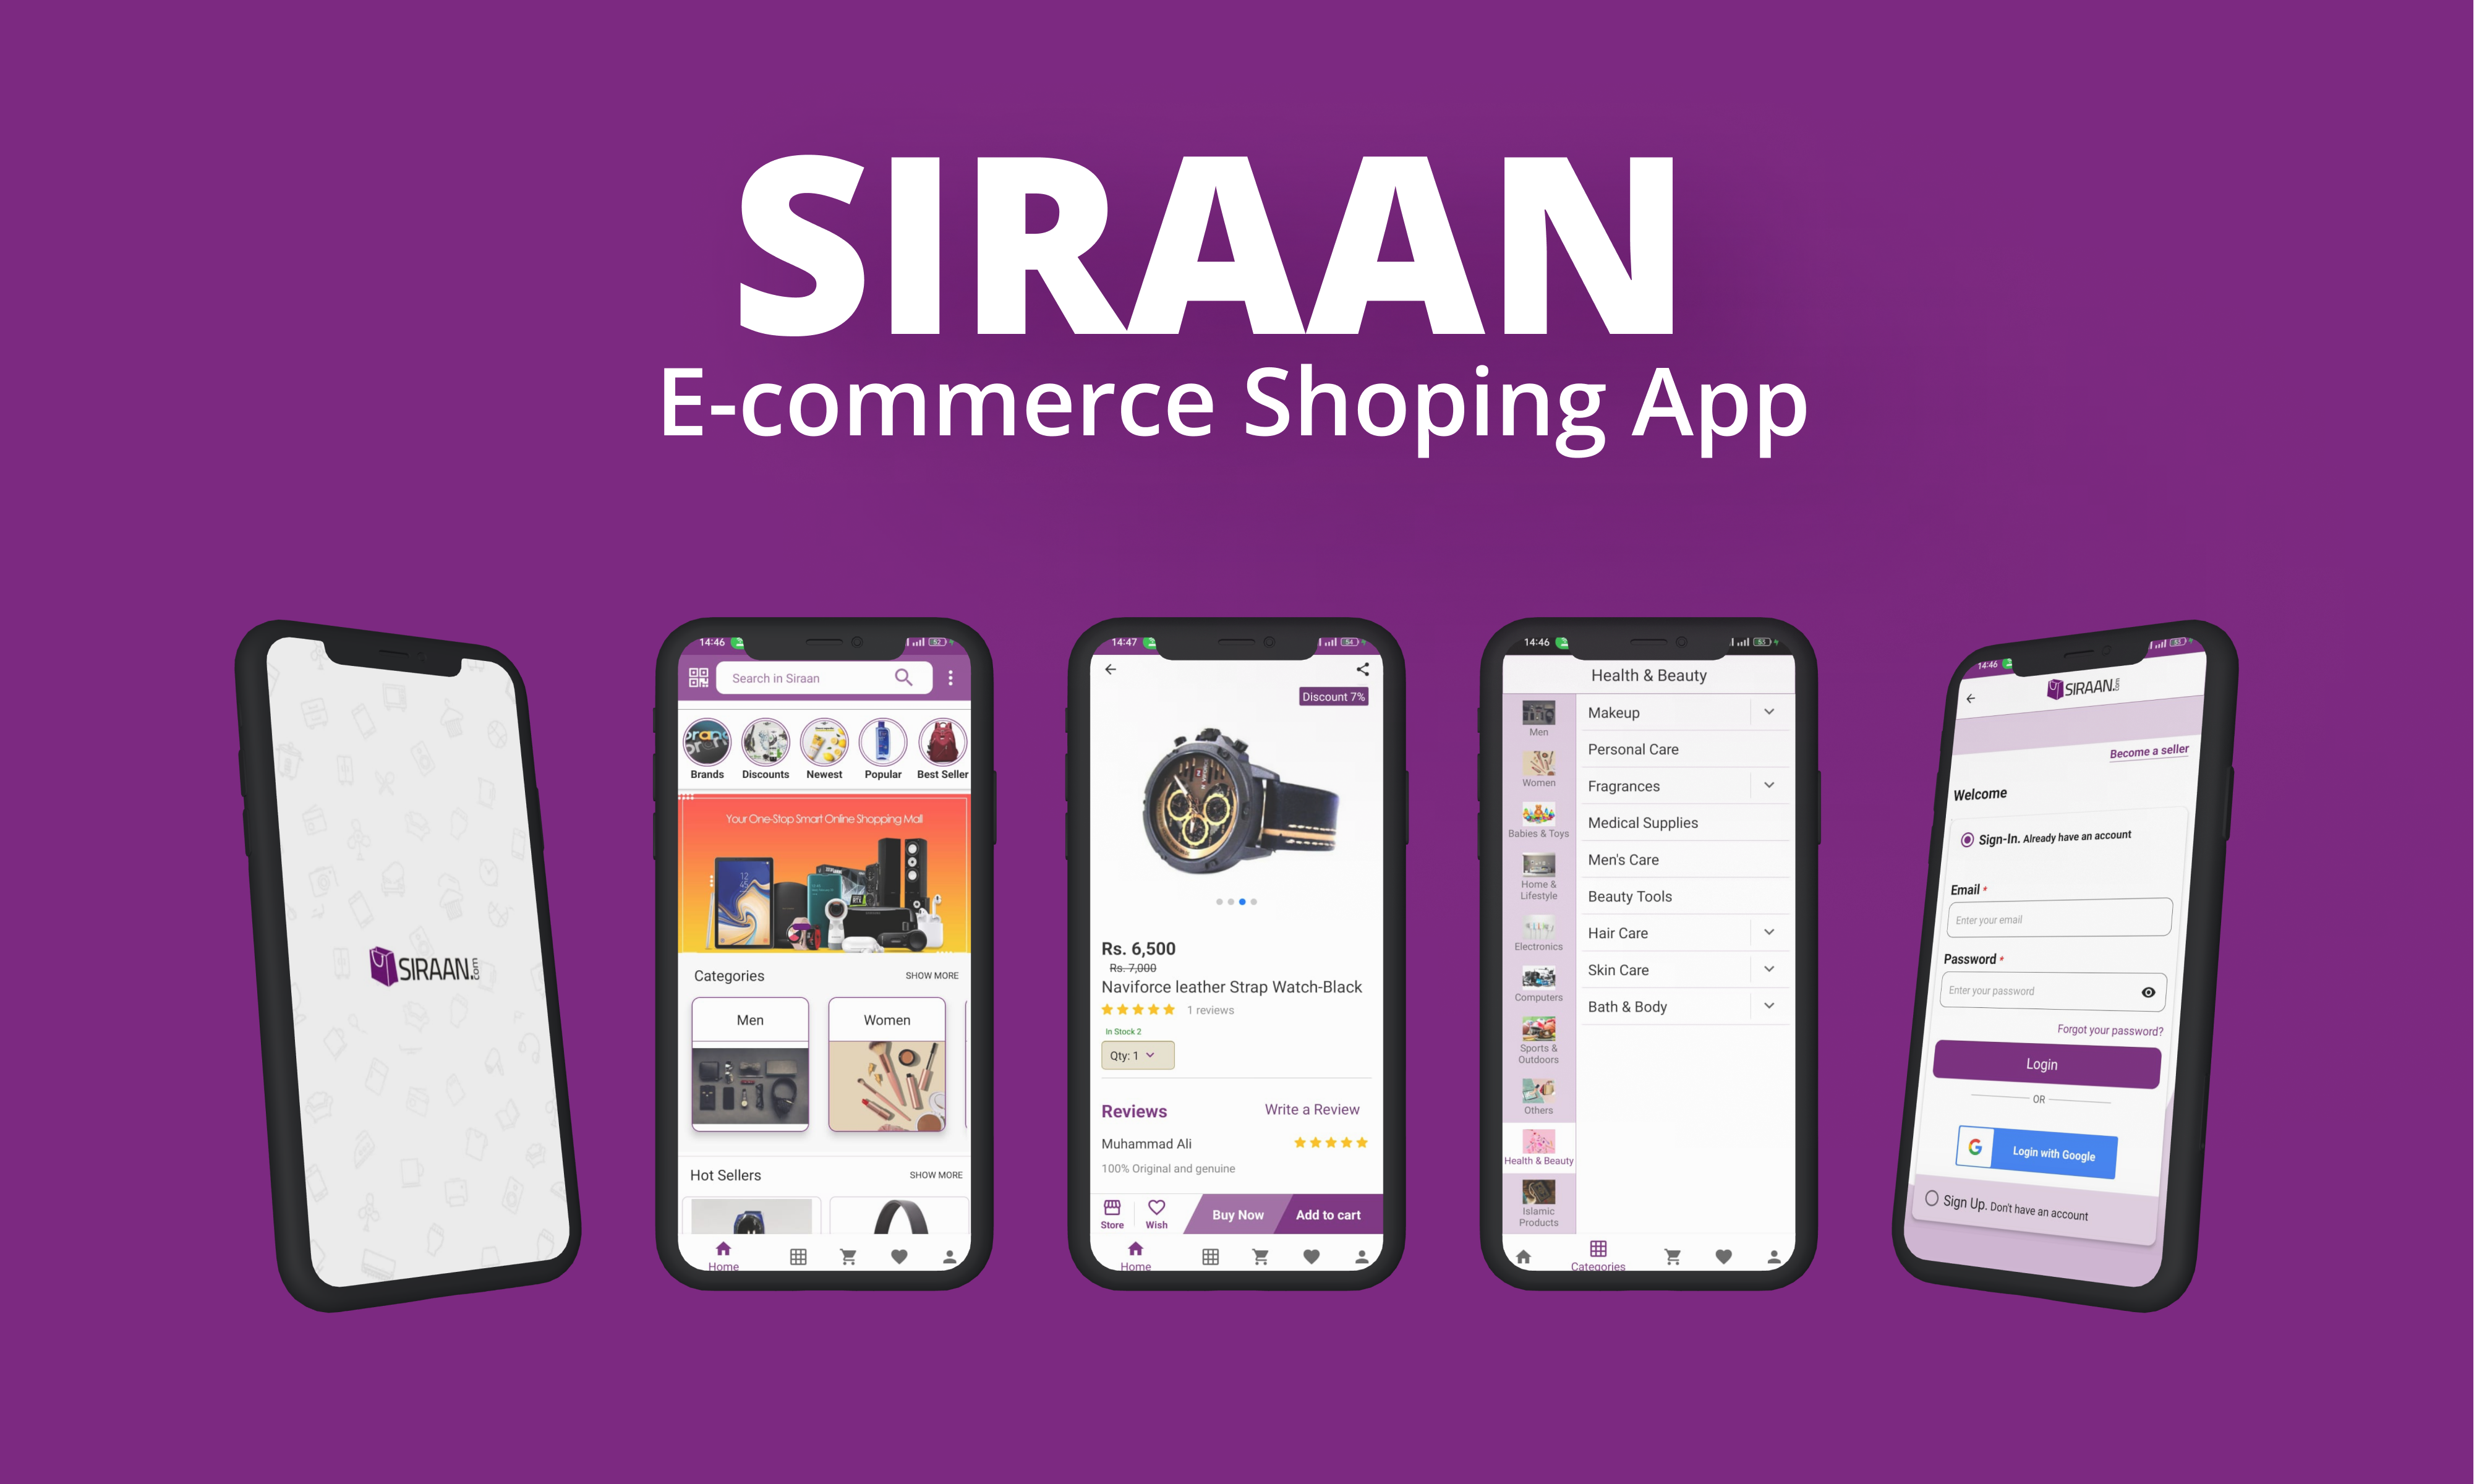 SIRAAN
E-commerce Shoping App
SIRAAN.com
14:46
52
Search in Siraan
Brands
Discounts
Newest
Popular
Best Seller
Your One-Stop Smart Online Shopping Mall
Categories
SHOW MORE
Men
Women
Hot Sellers
SHOW MORE
Home
14:47
54
Discount 7%
Rs. 6,500
Rs. 7,000
Naviforce leather Strap Watch-Black
1 reviews
In Stock 2
Qty: 1
Reviews
Write a Review
Muhammad Ali
100% Original and genuine
Store
Wish
Buy Now
Add to cart
Home
14:46
53
Health & Beauty
Men
Women
Babies & Toys
Home &
Lifestyle
Electronics
Computers
Sports &
Outdoors
Others
Health & Beauty
Islamic
Products
Makeup
Personal Care
Fragrances
Medical Supplies
Men's Care
Beauty Tools
Hair Care
Skin Care
Bath & Body
Categories
14:46
SIRAAN.com
Become a seller
Welcome
Sign-In. Already have an account
Email *
Enter your email
Password *
Enter your password
Forgot your password?
Login
OR
G Login with Google
Sign Up. Don't have an account